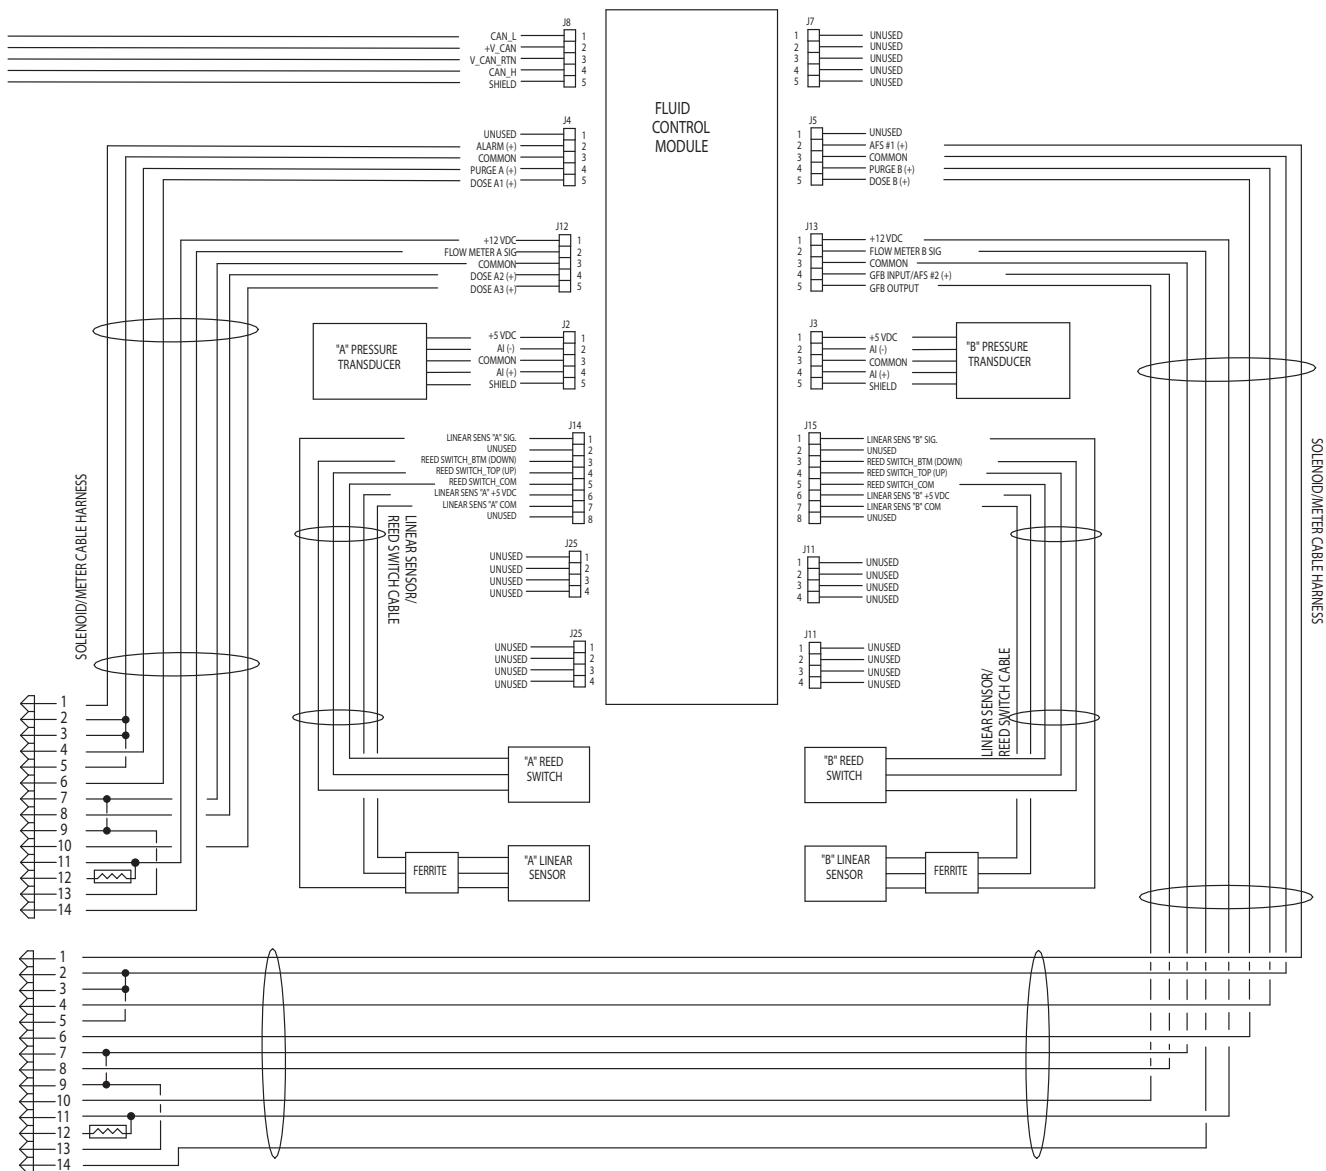 J8
CAN_L 1
+V_CAN 2
V_CAN_RTN 3
CAN_H 4
SHIELD 5
J4
UNUSED 1
ALARM (+) 2
COMMON 3
PURGE A (+) 4
DOSE A1 (+) 5
J12
+12 VDC 1
FLOW METER A SIG 2
COMMON 3
DOSE A2 (+) 4
DOSE A3 (+) 5
J2
+5 VDC 1
AI (-) 2
COMMON 3
AI (+) 4
SHIELD 5
"A" PRESSURE
TRANSDUCER
J14
LINEAR SENS "A" SIG. 1
UNUSED 2
REED SWITCH_BTM (DOWN) 3
REED SWITCH_TOP (UP) 4
REED SWITCH_COM 5
LINEAR SENS "A" +5 VDC 6
LINEAR SENS "A" COM 7
UNUSED 8
J25
UNUSED 1
UNUSED 2
UNUSED 3
UNUSED 4
J25
UNUSED 1
UNUSED 2
UNUSED 3
UNUSED 4
FLUID
CONTROL
MODULE
J7
1 UNUSED
2 UNUSED
3 UNUSED
4 UNUSED
5 UNUSED
J5
1 UNUSED
2 AFS #1 (+)
3 COMMON
4 PURGE B (+)
5 DOSE B (+)
J13
1 +12 VDC
2 FLOW METER B SIG
3 COMMON
4 GFB INPUT/AFS #2 (+)
5 GFB OUTPUT
J3
1 +5 VDC
2 AI (-)
3 COMMON
4 AI (+)
5 SHIELD
"B" PRESSURE
TRANSDUCER
J15
1 LINEAR SENS "B" SIG.
2 UNUSED
3 REED SWITCH_BTM (DOWN)
4 REED SWITCH_TOP (UP)
5 REED SWITCH_COM
6 LINEAR SENS "B" +5 VDC
7 LINEAR SENS "B" COM
8 UNUSED
J11
1 UNUSED
2 UNUSED
3 UNUSED
4 UNUSED
J11
1 UNUSED
2 UNUSED
3 UNUSED
4 UNUSED
SOLENOID/METER CABLE HARNESS
LINEAR SENSOR/
REED SWITCH CABLE
LINEAR SENSOR/
REED SWITCH CABLE
SOLENOID/METER CABLE HARNESS
"A" REED
SWITCH
FERRITE
"A" LINEAR
SENSOR
"B" REED
SWITCH
"B" LINEAR
SENSOR
FERRITE
1
2
3
4
5
6
7
8
9
10
11
12
13
14
1
2
3
4
5
6
7
8
9
10
11
12
13
14